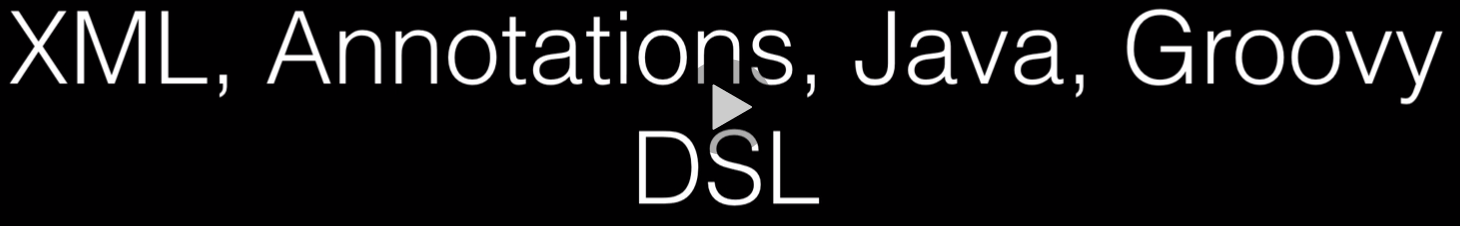 XML, Annotations, Java, Groovy
DSL